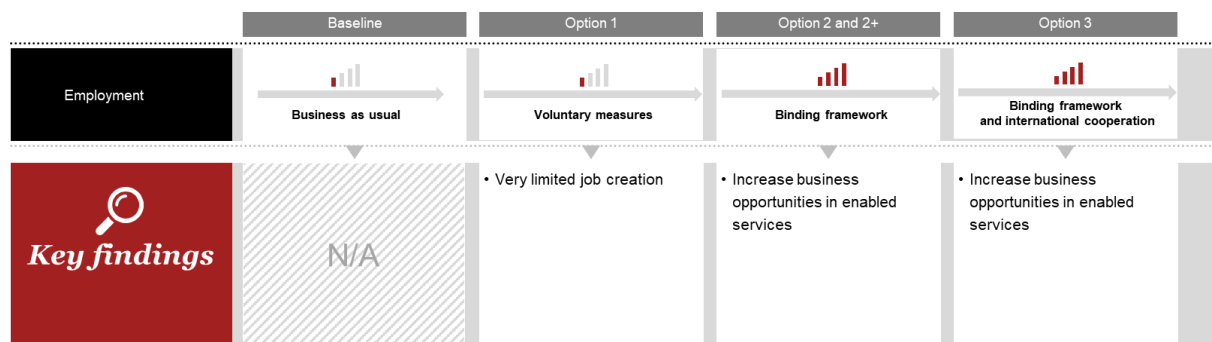 Baseline
Option 1
Option 2 and 2+
Option 3
Employment
Business as usual
Voluntary measures
Binding framework
Binding framework
and international cooperation
Key findings
N/A
• Very limited job creation
• Increase business
opportunities in enabled
services
• Increase business
opportunities in enabled
services